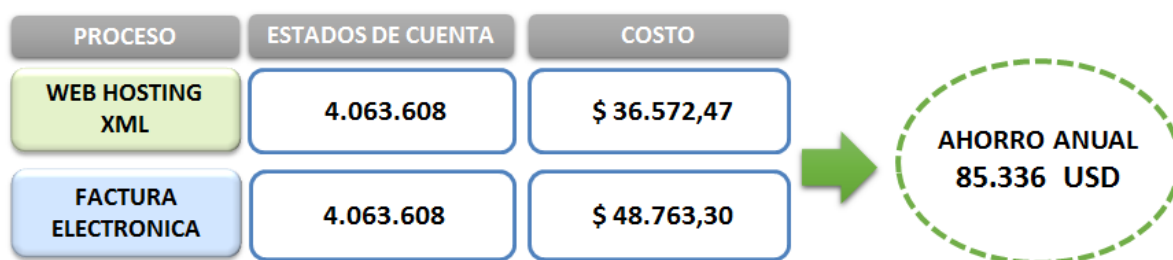 PROCESO ESTADOS DE CUENTA COSTO
WEB HOSTING
XML
4.063.608 $ 36.572,47
FACTURA
ELECTRONICA
4.063.608 $ 48.763,30
AHORRO ANUAL
85.336 USD